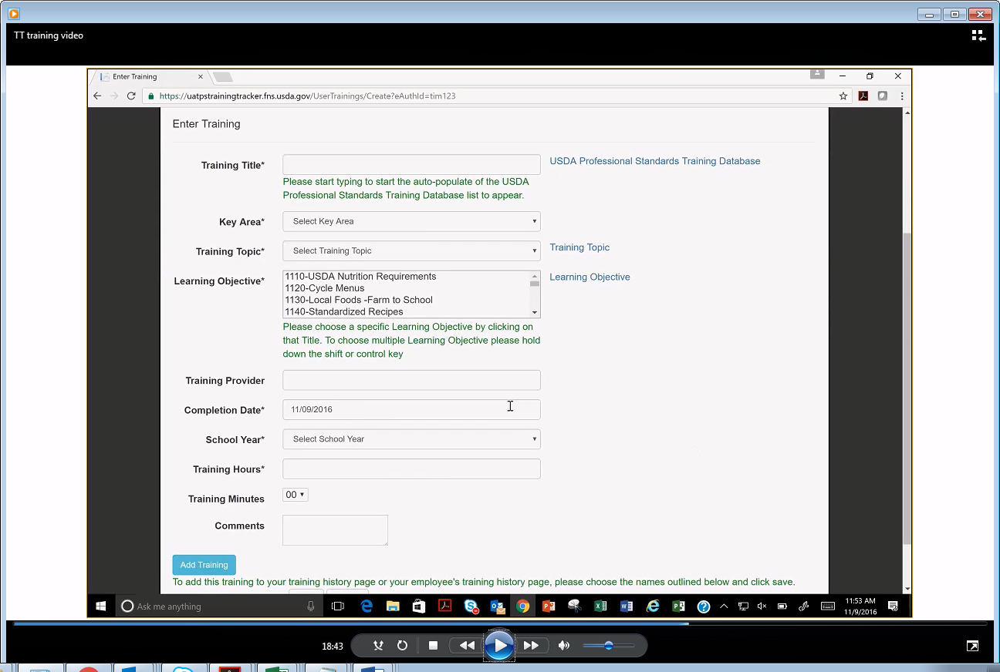 TT training video
Enter Training
https://uatpstrainingtracker.fns.usda.gov/UserTrainings/Create?eAuthId=tim123
Enter Training
Training Title*
USDA Professional Standards Training Database
Please start typing to start the auto-populate of the USDA
Professional Standards Training Database list to appear.
Key Area*
Select Key Area
Training Topic*
Select Training Topic
Training Topic
Learning Objective*
1110-USDA Nutrition Requirements
1120-Cycle Menus
1130-Local Foods -Farm to School
1140-Standardized Recipes
Learning Objective
Please choose a specific Learning Objective by clicking on
that Title. To choose multiple Learning Objective please hold
down the shift or control key
Training Provider
Completion Date*
11/09/2016
School Year*
Select School Year
Training Hours*
Training Minutes
00
Comments
Add Training
To add this training to your training history page or your employee's training history page, please choose the names outlined below and click save.
Ask me anything
11:53 AM
11/9/2016
18:43